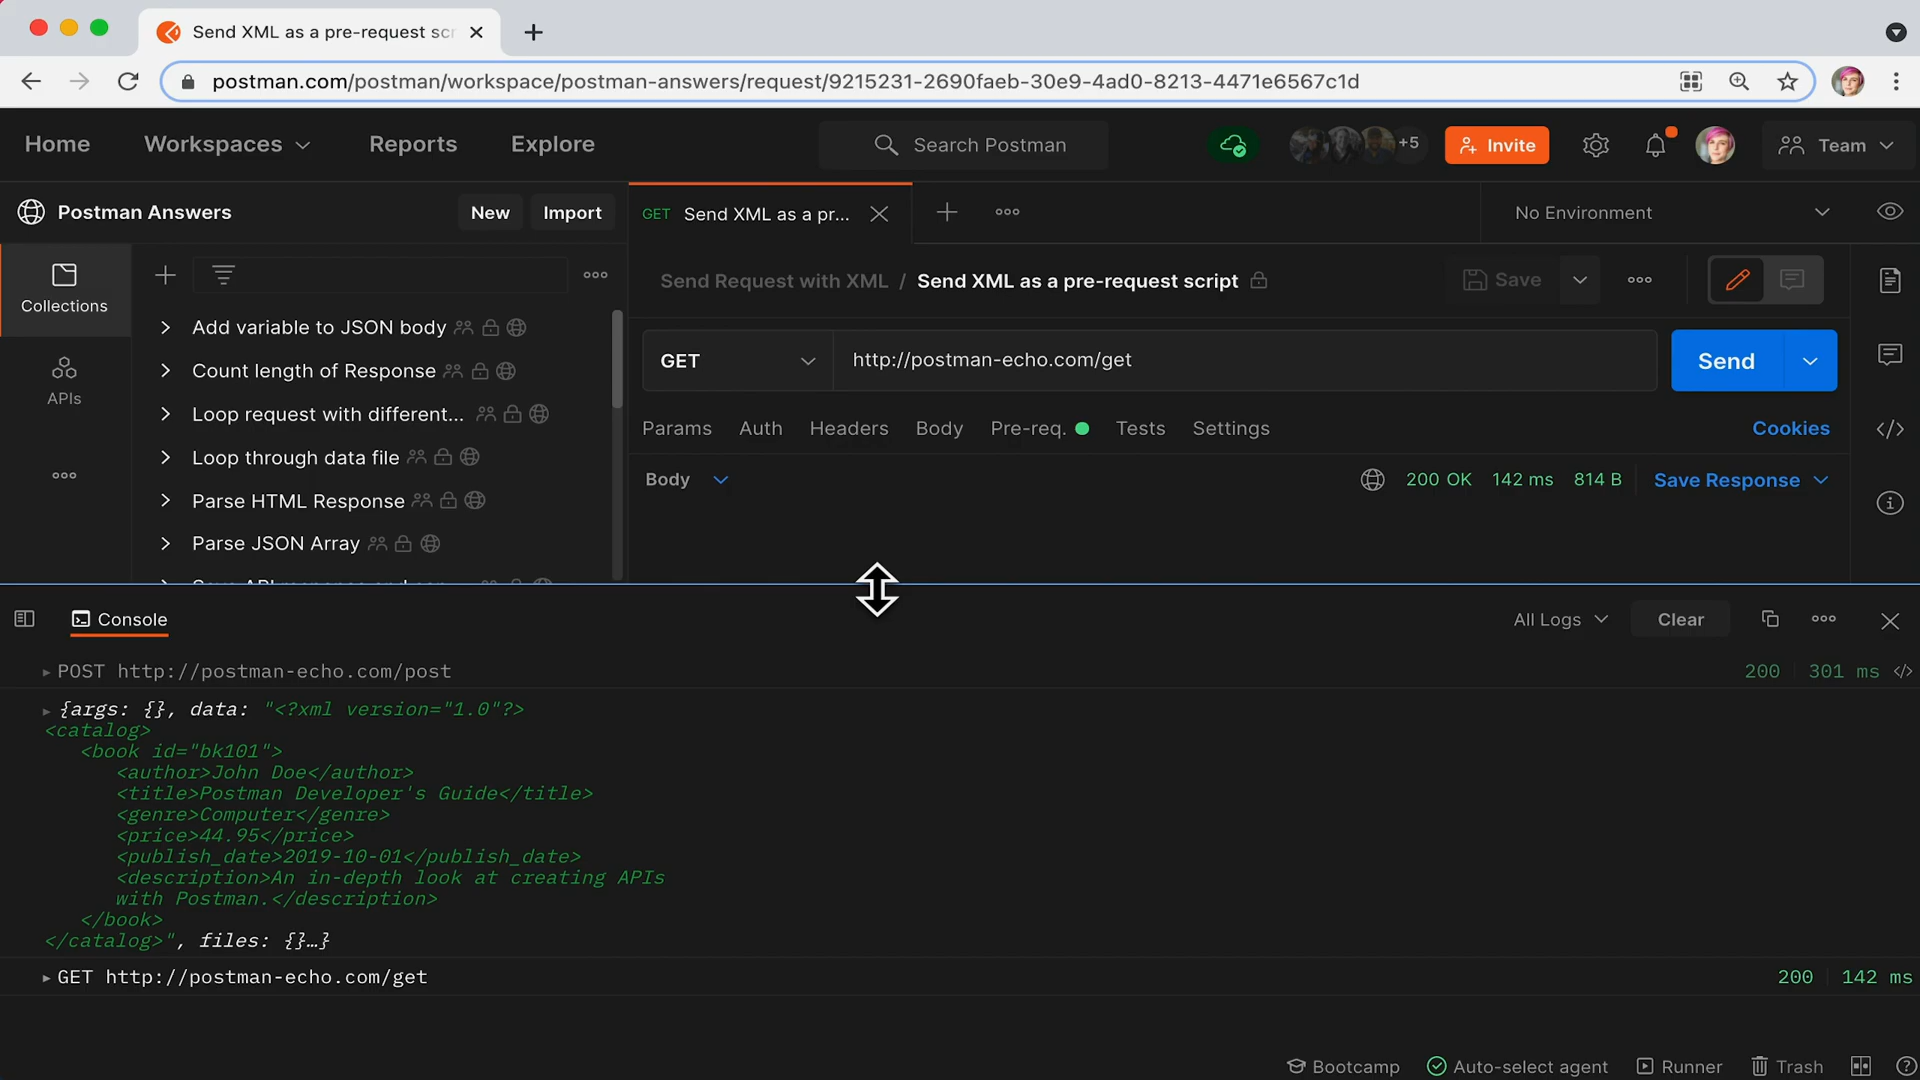 Send XML as a pre-request scr
postman.com/postman/workspace/postman-answers/request/9215231-2690faeb-30e9-4ad0-8213-4471e6567c1d
Home
Workspaces
Reports
Explore
Search Postman
+5
Invite
Team
Postman Answers
New
Import
GET Send XML as a pr...
No Environment
Collections
APIs
Add variable to JSON body
Count length of Response
Loop request with different...
Loop through data file
Parse HTML Response
Parse JSON Array
Send Request with XML / Send XML as a pre-request script
Save
GET
http://postman-echo.com/get
Send
Params
Auth
Headers
Body
Pre-req.
Tests
Settings
Cookies
Body
200 OK
142 ms
814 B
Save Response
Console
All Logs
Clear
POST http://postman-echo.com/post
200
301 ms
{args: {}, data: "<?xml version="1.0"?>
<catalog>
<book id="bk101">
<author>John Doe</author>
<title>Postman Developer's Guide</title>
<genre>Computer</genre>
<price>44.95</price>
<publish_date>2019-10-01</publish_date>
<description>An in-depth look at creating APIs
with Postman.</description>
</book>
</catalog>", files: {}…}
GET http://postman-echo.com/get
200
142 ms
Bootcamp
Auto-select agent
Runner
Trash